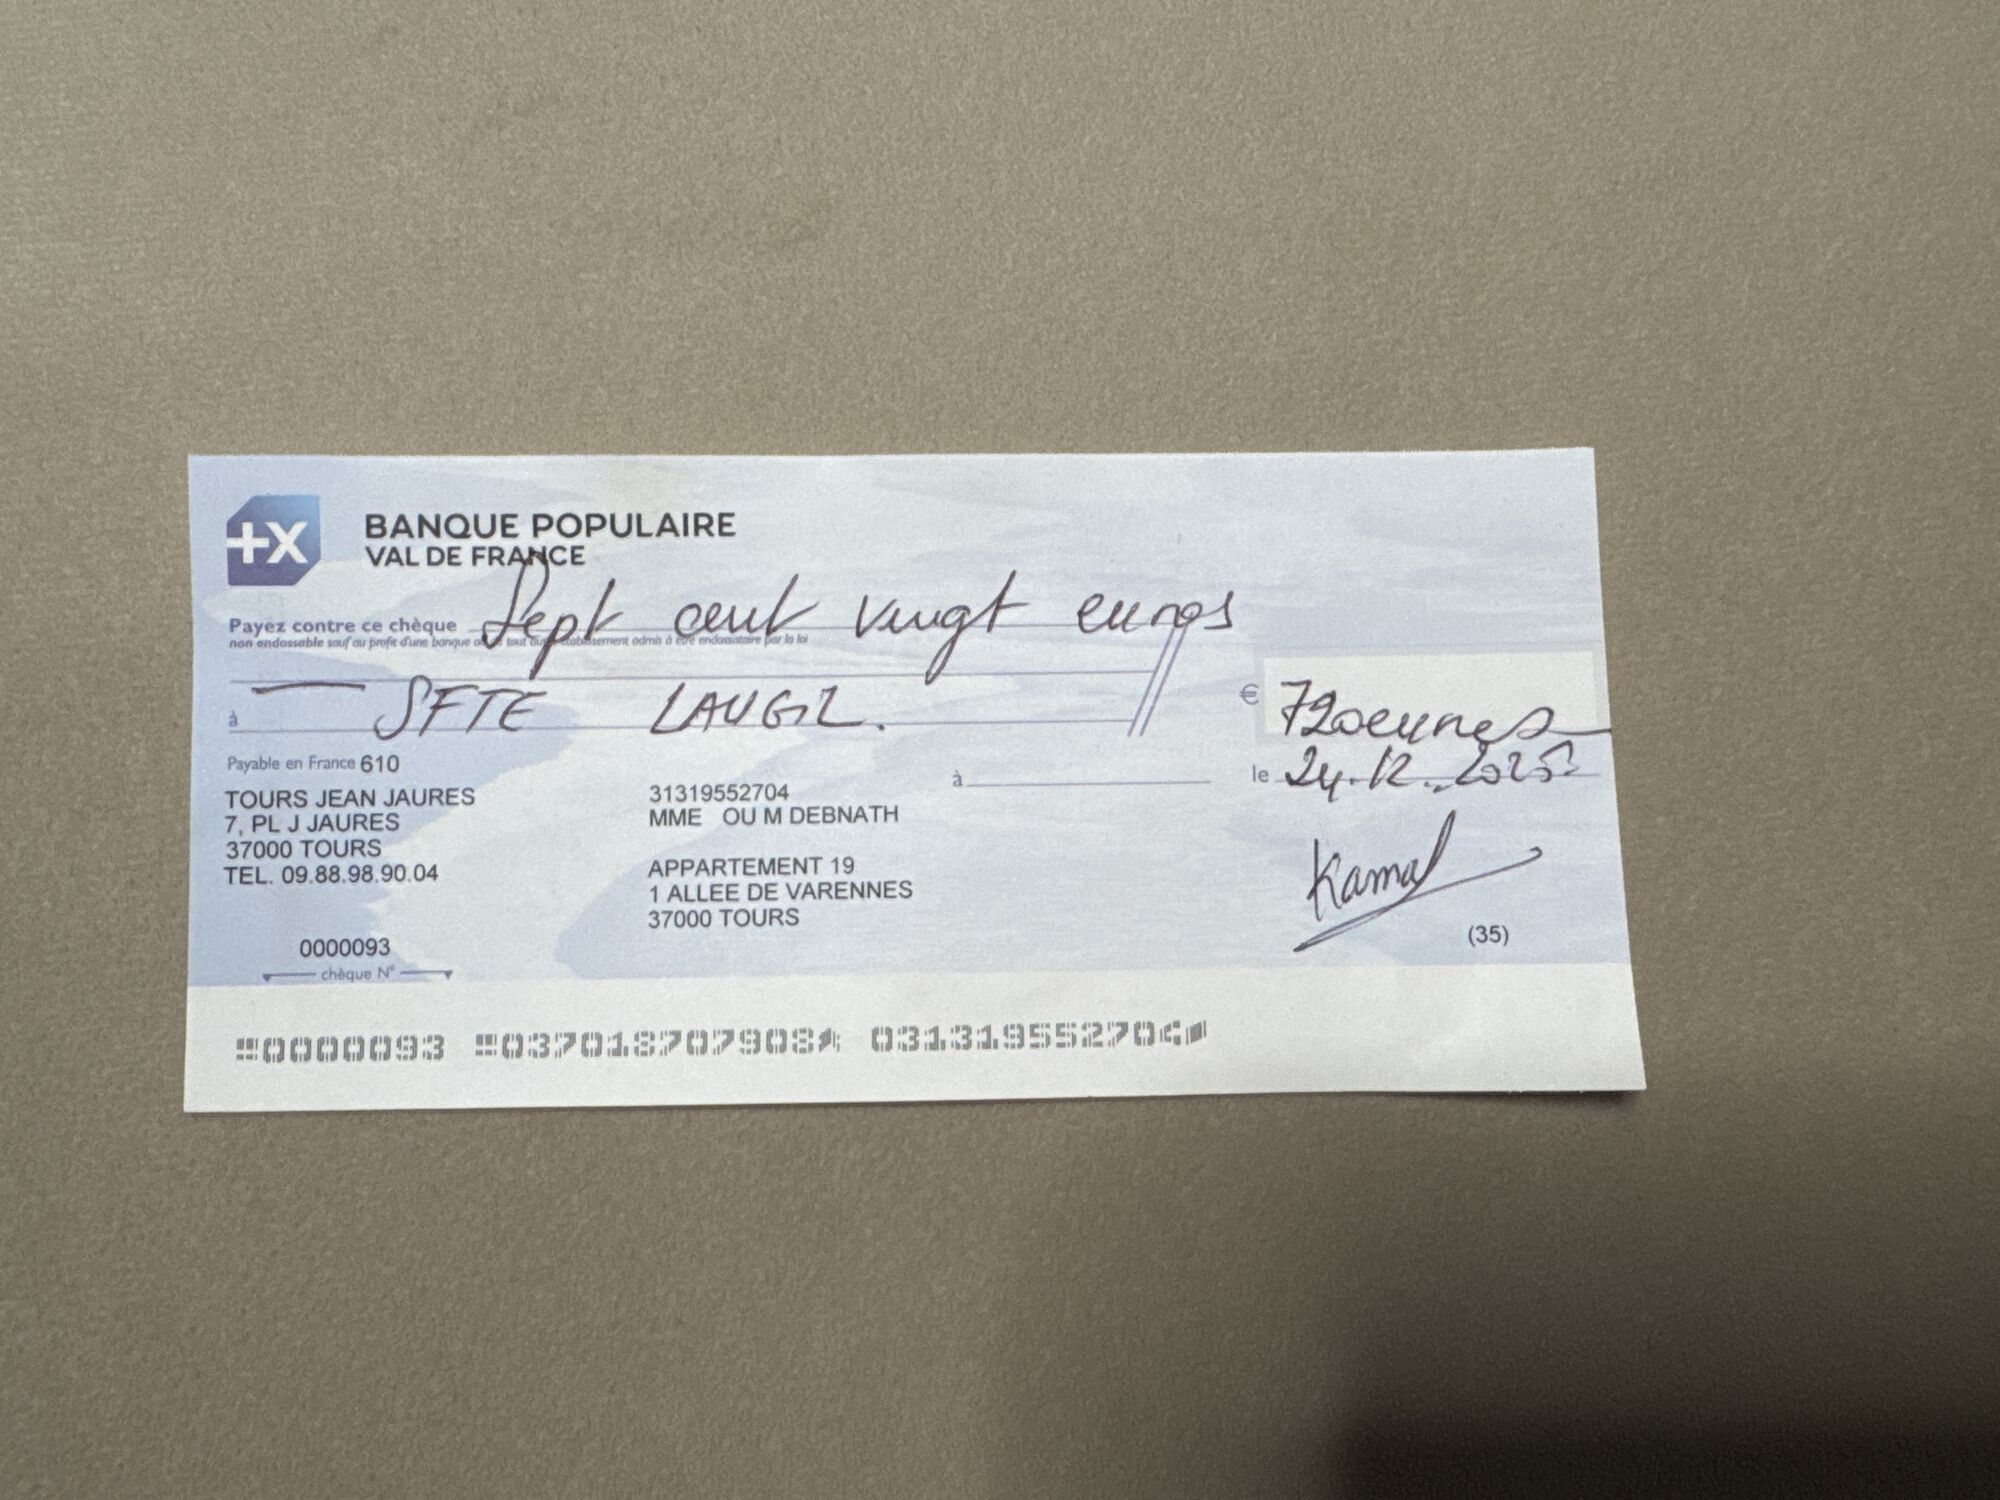 BANQUE POPULAIRE
VAL DE FRANCE
Payez contre ce chèque Sept cent vingt euros
non endossable sauf au profit d'une banque ou tout autre établissement admis à être endossataire par la loi
à SFTE LAUGIL.
€ 720euros
Payable en France 610
à
le 24.12.2025
TOURS JEAN JAURES
7, PL J JAURES
37000 TOURS
TEL. 09.88.98.90.04
31319552704
MME OU M DEBNATH
APPARTEMENT 19
1 ALLEE DE VARENNES
37000 TOURS
Kamal
(35)
0000093
chèque N°
0000093 037018707908 031319552704